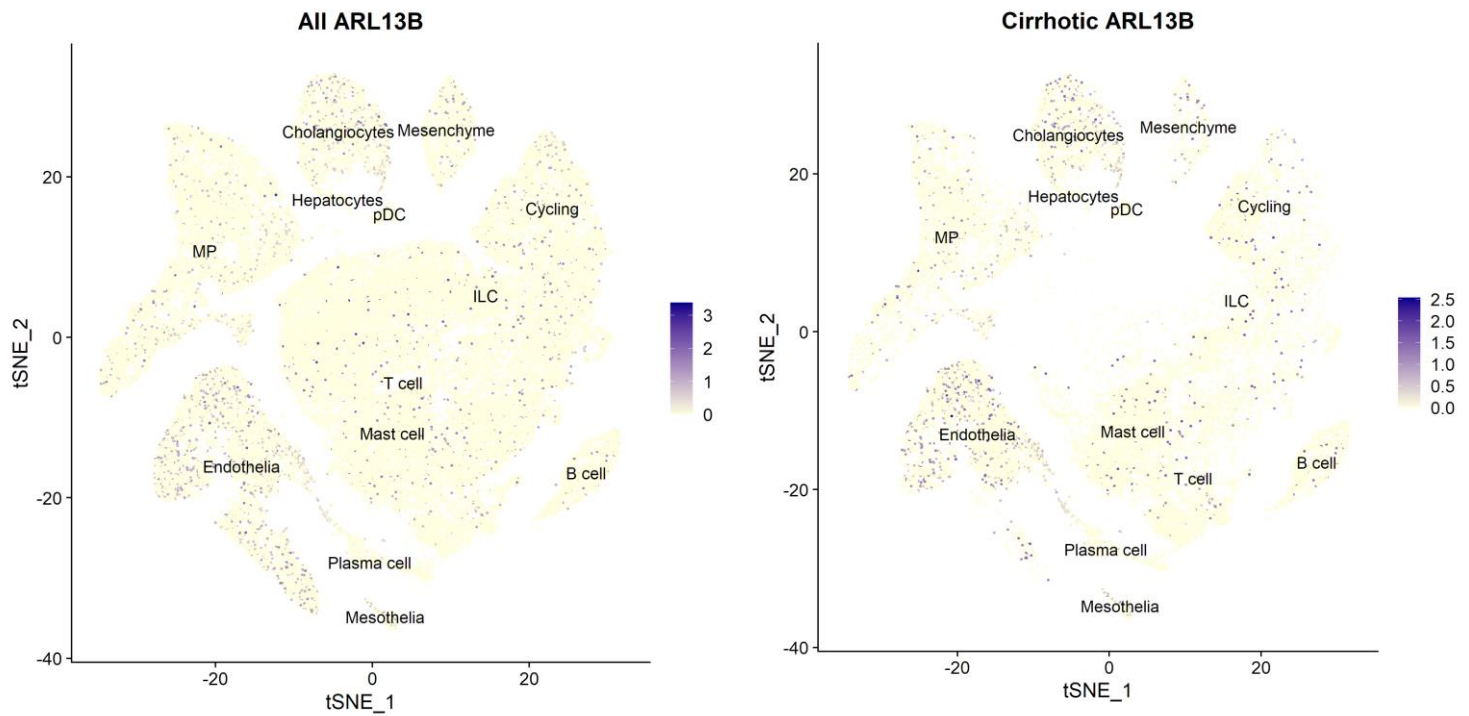 All ARL13B
Cholangiocytes Mesenchyme
20
Hepatocytes
pDC
Cycling
MP
ILC
3
2
1
0
0
tSNE_2
T cell
Mast cell
Endothelia
B cell
-20
Plasma cell
Mesothelia
-40
-20 0 20
tSNE_1
Cirrhotic ARL13B
Mesenchyme
Cholangiocytes
20
Hepatocytes
pDC
Cycling
MP
ILC
2.5
2.0
1.5
1.0
0.5
0.0
0
tSNE_2
Mast cell
Endothelia
B cell
T cell
-20
Plasma cell
Mesothelia
-40
-20 0 20
tSNE_1